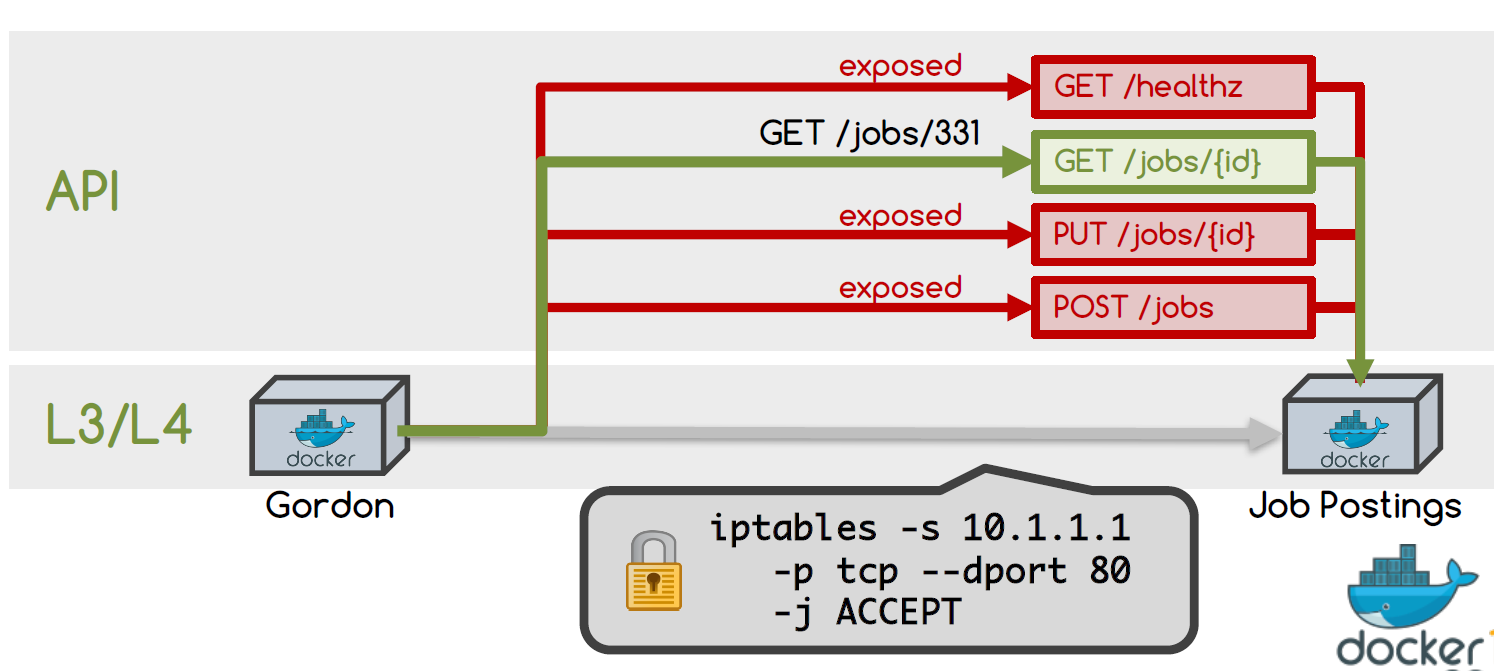 exposed
GET /healthz
GET /jobs/331
GET /jobs/{id}
API
exposed
PUT /jobs/{id}
exposed
POST /jobs
L3/L4
docker
docker
Gordon
Job Postings
iptables -s 10.1.1.1
-p tcp --dport 80
-j ACCEPT
docker